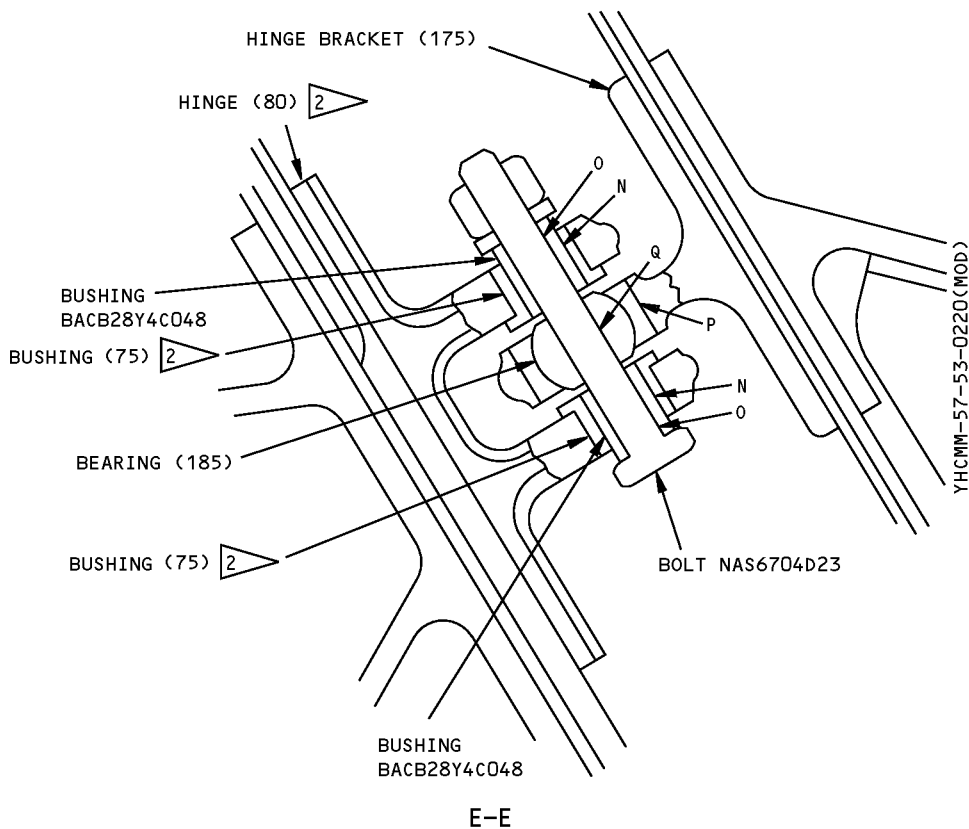 HINGE BRACKET (175)
HINGE (80) 2
O
N
Q
BUSHING
BACB28Y4C048
BUSHING (75) 2
P
N
O
BEARING (185)
BUSHING (75) 2
BOLT NAS6704D23
BUSHING
BACB28Y4C048
E-E
YHCMM-57-53-0220(MOD)